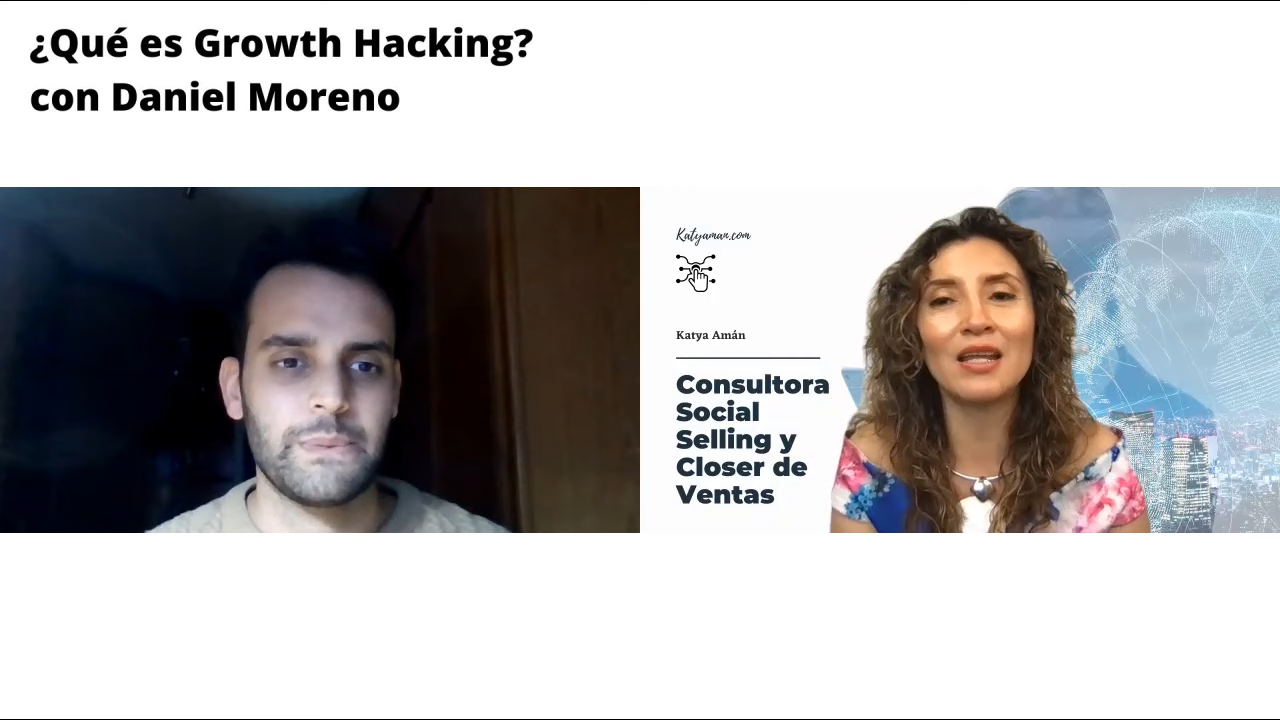 ¿Qué es Growth Hacking?
con Daniel Moreno
Katyaman.com
Katya Amán
Consultora
Social
Selling y
Closer de
Ventas